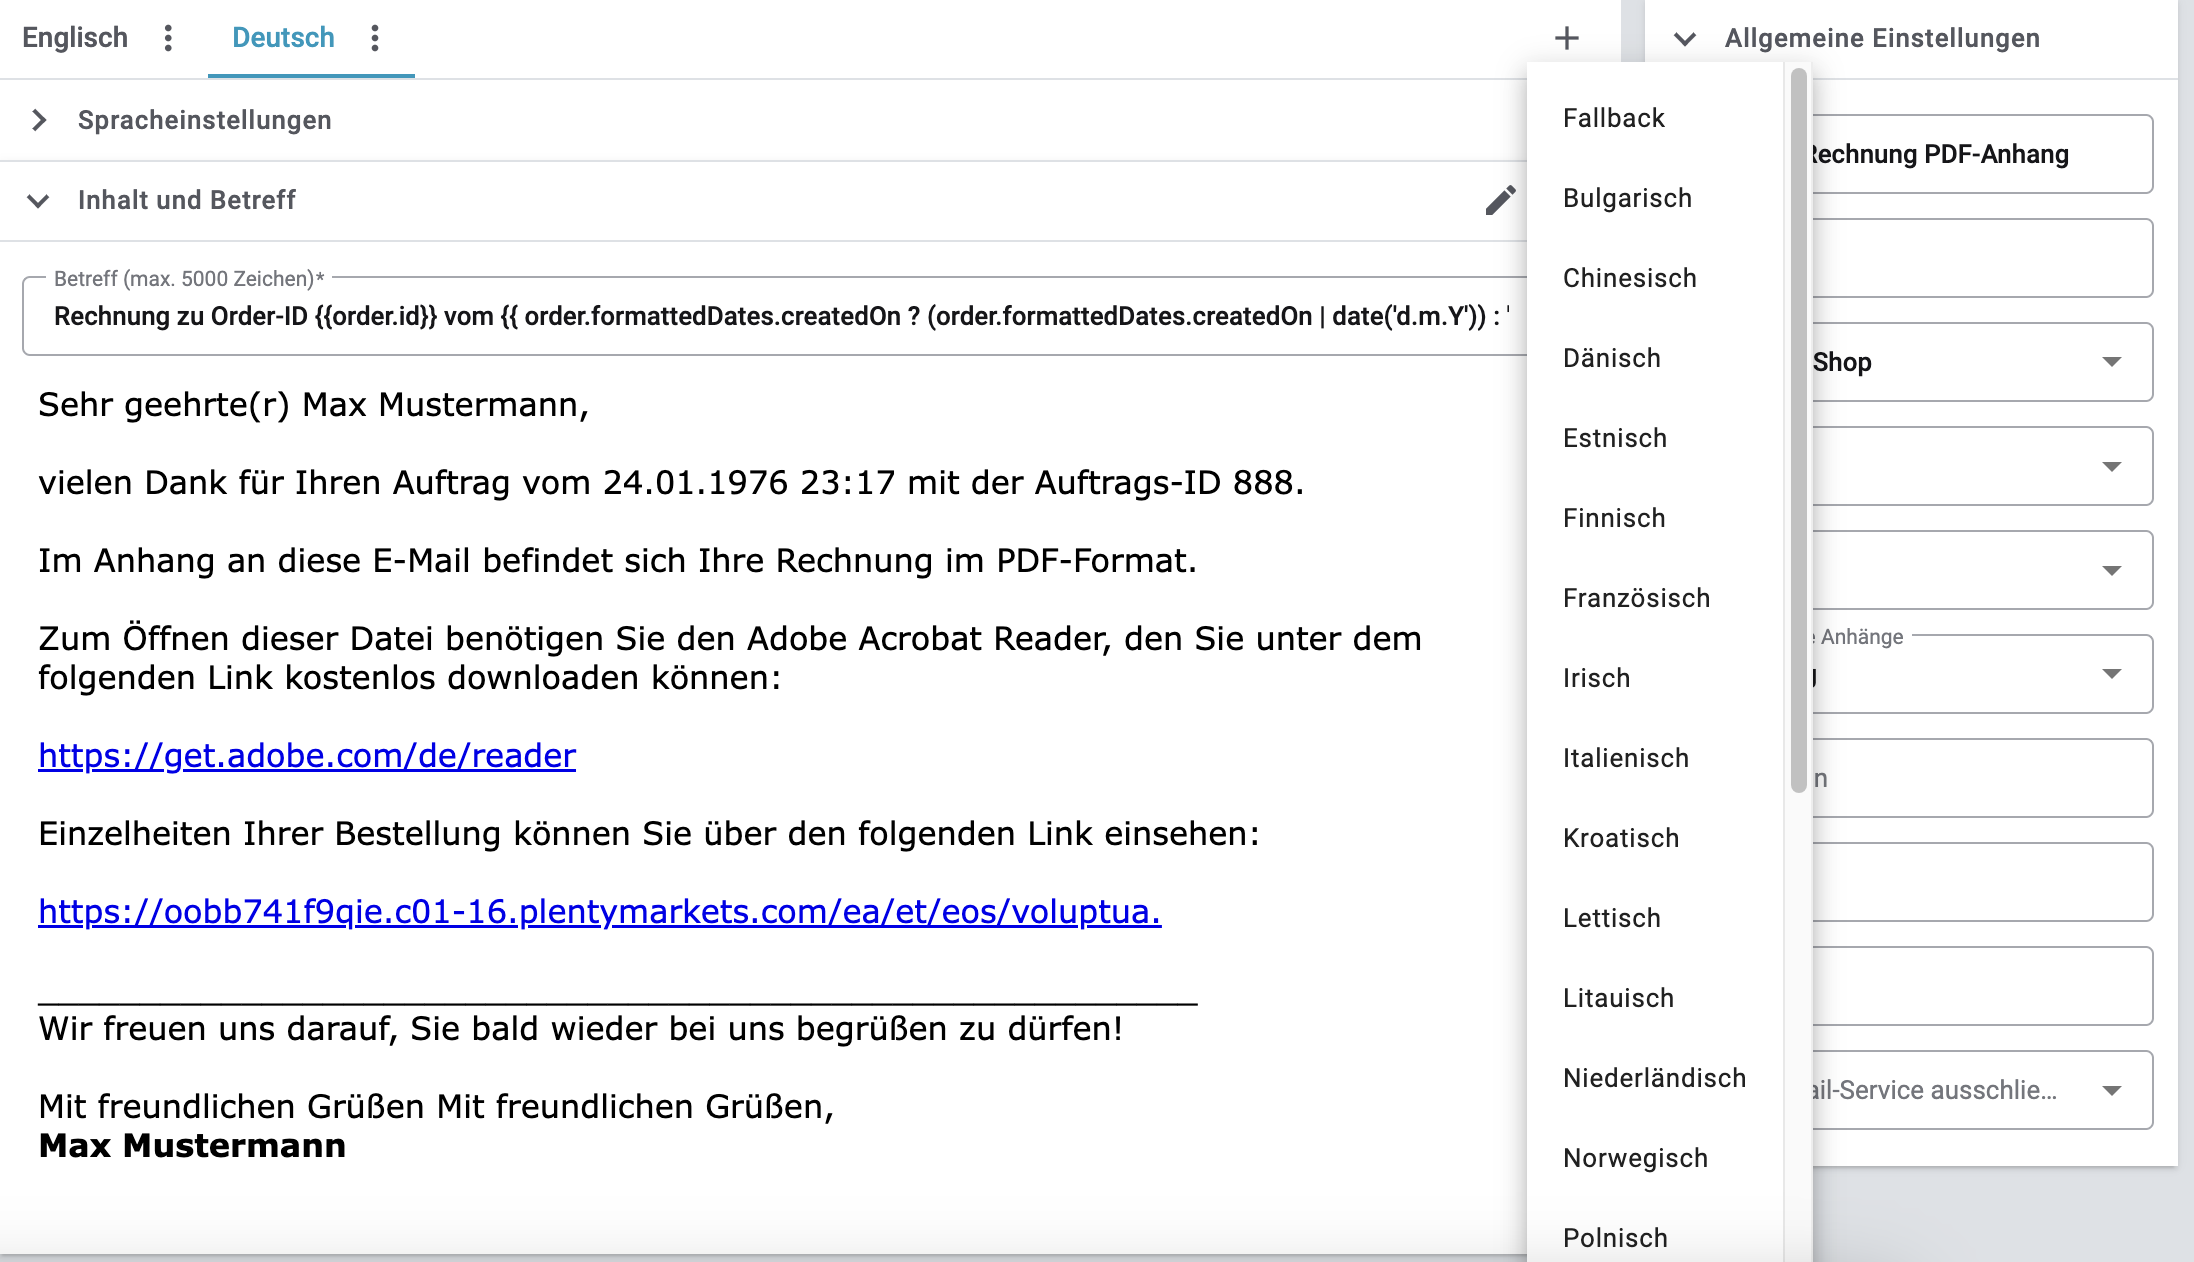 Englisch
Deutsch
Spracheinstellungen
Inhalt und Betreff
Betreff (max. 5000 Zeichen)*
Rechnung zu Order-ID {{order.id}} vom {{ order.formattedDates.createdOn ? (order.formattedDates.createdOn | date('d.m.Y')) : '
Sehr geehrte(r) Max Mustermann,
vielen Dank für Ihren Auftrag vom 24.01.1976 23:17 mit der Auftrags-ID 888.
Im Anhang an diese E-Mail befindet sich Ihre Rechnung im PDF-Format.
Zum Öffnen dieser Datei benötigen Sie den Adobe Acrobat Reader, den Sie unter dem
folgenden Link kostenlos downloaden können:
https://get.adobe.com/de/reader
Einzelheiten Ihrer Bestellung können Sie über den folgenden Link einsehen:
https://oobb741f9qie.c01-16.plentymarkets.com/ea/et/eos/voluptua.
Wir freuen uns darauf, Sie bald wieder bei uns begrüßen zu dürfen!
Mit freundlichen Grüßen Mit freundlichen Grüßen,
Max Mustermann
Fallback
Bulgarisch
Chinesisch
Dänisch
Estnisch
Finnisch
Französisch
Irisch
Italienisch
Kroatisch
Lettisch
Litauisch
Niederländisch
Norwegisch
Polnisch
Allgemeine Einstellungen
Rechnung PDF-Anhang
Shop
e Anhänge
n
ail-Service ausschlie...